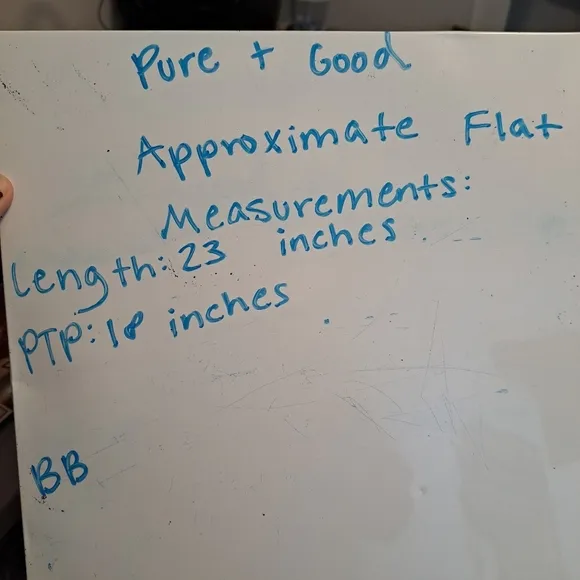 Pure + Good
Approximate Flat
Measurements:
Length: 23 inches
PTP: 18 inches
BB